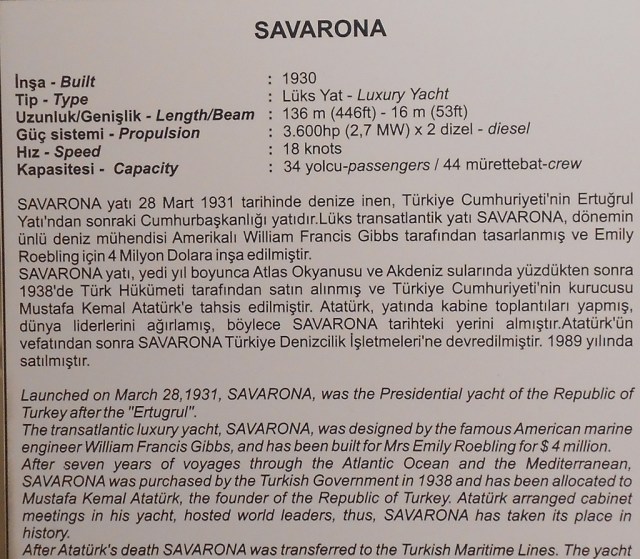 SAVARONA
İnşa - Built : 1930
Tip - Type : Lüks Yat - Luxury Yacht
Uzunluk/Genişlik - Length/Beam : 136 m (446ft) - 16 m (53ft)
Güç sistemi - Propulsion : 3.600hp (2,7 MW) x 2 dizel - diesel
Hız - Speed : 18 knots
Kapasitesi - Capacity : 34 yolcu-passengers / 44 mürettebat-crew
SAVARONA yatı 28 Mart 1931 tarihinde denize inen, Türkiye Cumhuriyeti'nin Ertuğrul
Yatı'ndan sonraki Cumhurbaşkanlığı yatıdır.Lüks transatlantik yatı SAVARONA, dönemin
ünlü deniz mühendisi Amerikalı William Francis Gibbs tarafından tasarlanmış ve Emily
Roebling için 4 Milyon Dolara inşa edilmiştir.
SAVARONA yatı, yedi yıl boyunca Atlas Okyanusu ve Akdeniz sularında yüzdükten sonra
1938'de Türk Hükümeti tarafından satın alınmış ve Türkiye Cumhuriyeti'nin kurucusu
Mustafa Kemal Atatürk'e tahsis edilmiştir. Atatürk, yatında kabine toplantıları yapmış,
dünya liderlerini ağırlamış, böylece SAVARONA tarihteki yerini almıştır.Atatürk'ün
vefatından sonra SAVARONA Türkiye Denizcilik İşletmeleri'ne devredilmiştir. 1989 yılında
satılmıştır.
Launched on March 28,1931, SAVARONA, was the Presidential yacht of the Republic of
Turkey after the "Ertugrul".
The transatlantic luxury yacht, SAVARONA, was designed by the famous American marine
engineer William Francis Gibbs, and has been built for Mrs Emily Roebling for $ 4 million.
After seven years of voyages through the Atlantic Ocean and the Mediterranean,
SAVARONA was purchased by the Turkish Government in 1938 and has been allocated to
Mustafa Kemal Atatürk, the founder of the Republic of Turkey. Atatürk arranged cabinet
meetings in his yacht, hosted world leaders, thus, SAVARONA has taken its place in
history.
After Atatürk's death SAVARONA was transferred to the Turkish Maritime Lines. The yacht